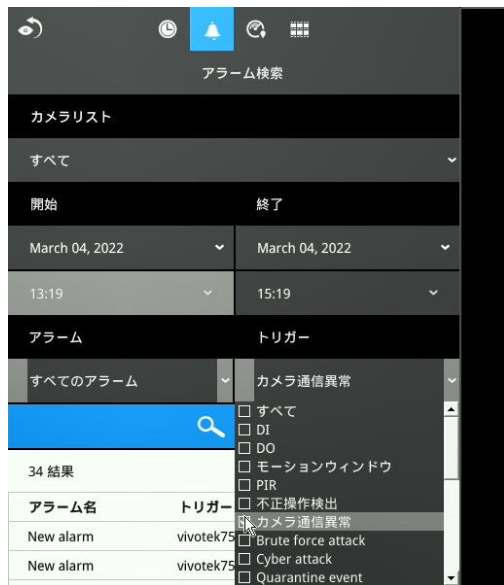 アラーム検索
カメラリスト
すべて
開始 終了
March 04, 2022 March 04, 2022
13:19 15:19
アラーム トリガー
すべてのアラーム カメラ通信異常
すべて
DI
DO
モーションウィンドウ
PIR
不正操作検出
カメラ通信異常
Brute force attack
Cyber attack
Quarantine event
34 結果
アラーム名 トリガー
New alarm vivotek75
New alarm vivotek75